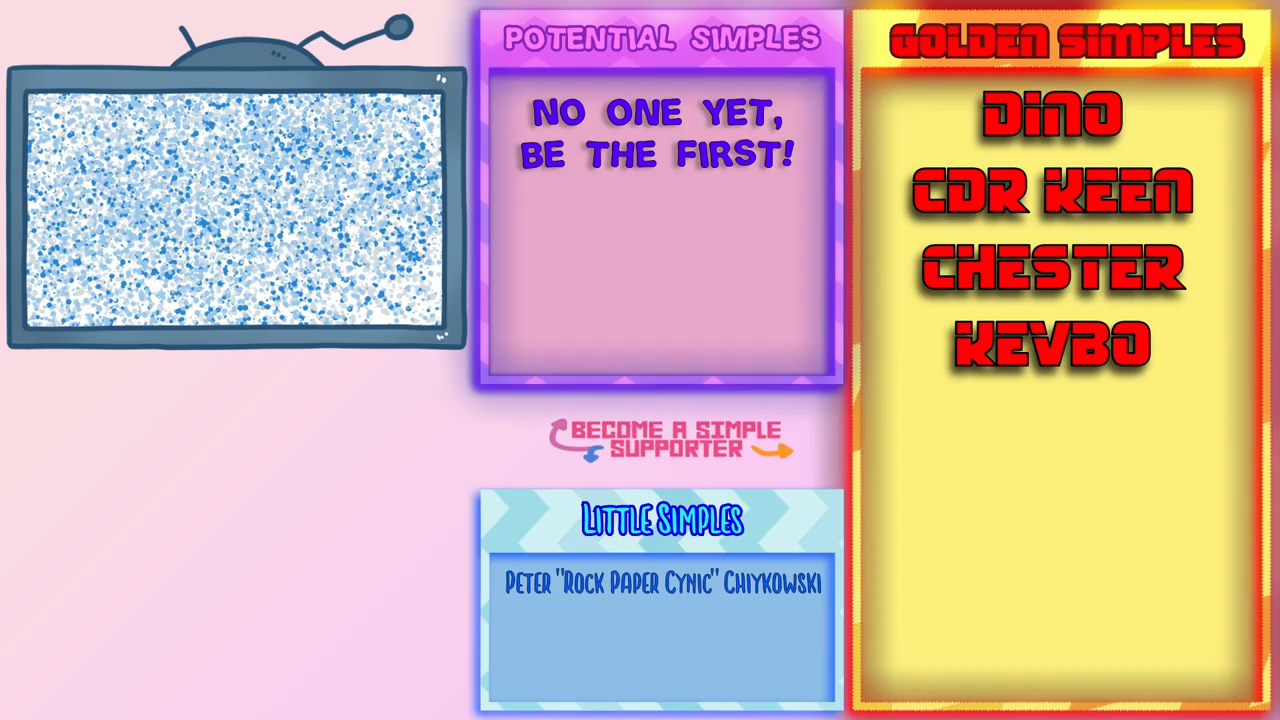 POTENTIAL SIMPLES
NO ONE YET,
BE THE FIRST!
BECOME A SIMPLE
SUPPORTER
LITTLE SIMPLES
PETER "ROCK PAPER CYNIC" CHIYKOWSKI
GOLDEN SIMPLES
DINO
CDR KEEN
CHESTER
KEVBO